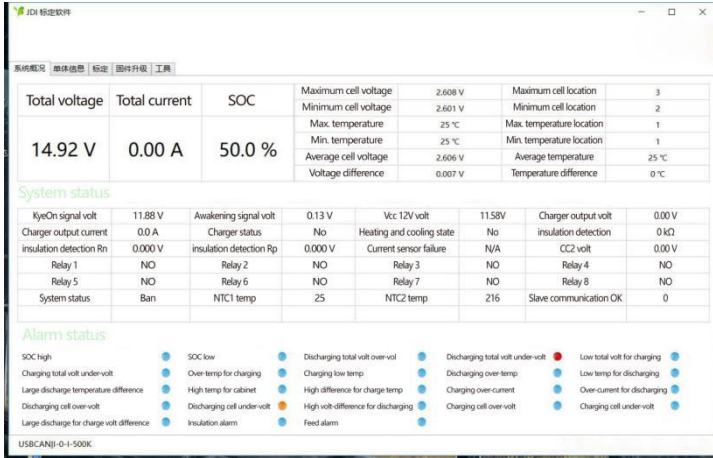 JDI 标定软件
系统概况 单体信息 标定 固件升级 工具
Total voltage Total current SOC
14.92 V 0.00 A 50.0 %
Maximum cell voltage 2.608 V Maximum cell location 3
Minimum cell voltage 2.601 V Minimum cell location 2
Max. temperature 25 ℃ Max. temperature location 1
Min. temperature 25 ℃ Min. temperature location 1
Average cell voltage 2.606 V Average temperature 25 ℃
Voltage difference 0.007 V Temperature difference 0 ℃
System status
KyeOn signal volt 11.88 V Awakening signal volt 0.13 V Vcc 12V volt 11.58V Charger output volt 0.00 V
Charger output current 0.0 A Charger status No Heating and cooling state No insulation detection 0 kΩ
insulation detection Rn 0.000 V insulation detection Rp 0.000 V Current sensor failure N/A CC2 volt 0.00 V
Relay 1 NO Relay 2 NO Relay 3 NO Relay 4 NO
Relay 5 NO Relay 6 NO Relay 7 NO Relay 8 NO
System status Ban NTC1 temp 25 NTC2 temp 216 Slave communication OK 0
Alarm status
SOC high SOC low Discharging total volt over-vol Discharging total volt under-volt Low total volt for charging
Charging total volt under-volt Over-temp for charging Charging low temp Discharging over-temp Low temp for discharging
Large discharge temperature difference High temp for cabinet High difference for charge temp Charging over-current Over-current for discharging
Discharging cell over-volt Discharging cell under-volt High volt-difference for discharging Charging cell over-volt Charging cell under-volt
Large discharge for charge volt difference Insulation alarm Feed alarm
USBCANJI-0-I-500K